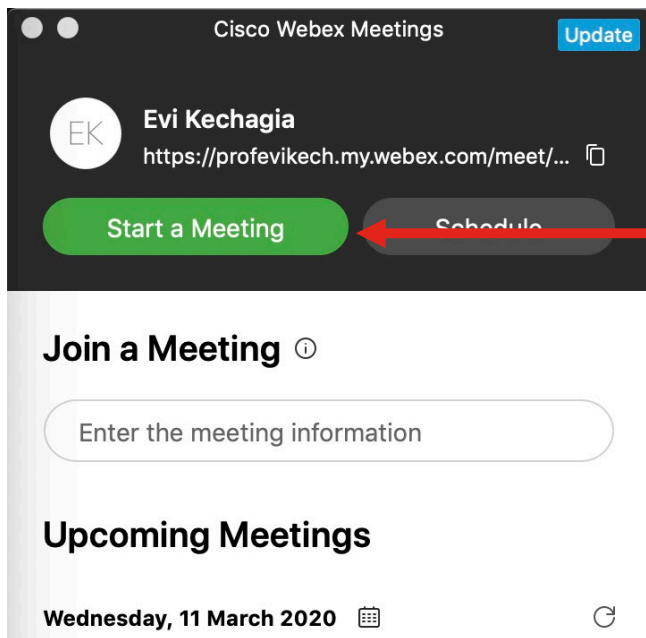 Cisco Webex Meetings
Update
EK
Evi Kechagia
https://profevikech.my.webex.com/meet/...
Start a Meeting
Schedule
Join a Meeting
Enter the meeting information
Upcoming Meetings
Wednesday, 11 March 2020